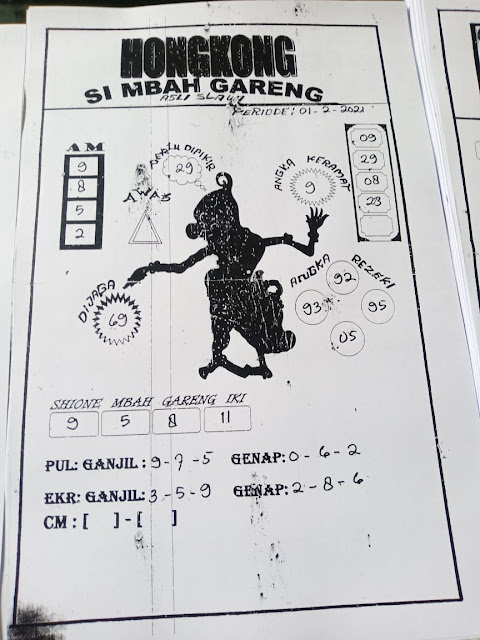 HONGKONG
SI MBAH GARENG
ASLI SLAWI
PERIODE: 01-2-2021
AM
9
8
5
2
PERLU DIPIKIR
29
AWAS
ANGKA KERAMAT
9
09
29
08
23
DIJAGA
69
ANGKA REZEKI
92
93
95
05
SHIONE MBAH GARENG IKI
9 5 8 11
PUL: GANJIL: 9-7-5 GENAP: 0-6-2
EKR: GANJIL: 3-5-9 GENAP: 2-8-6
CM : [ ] - [ ]